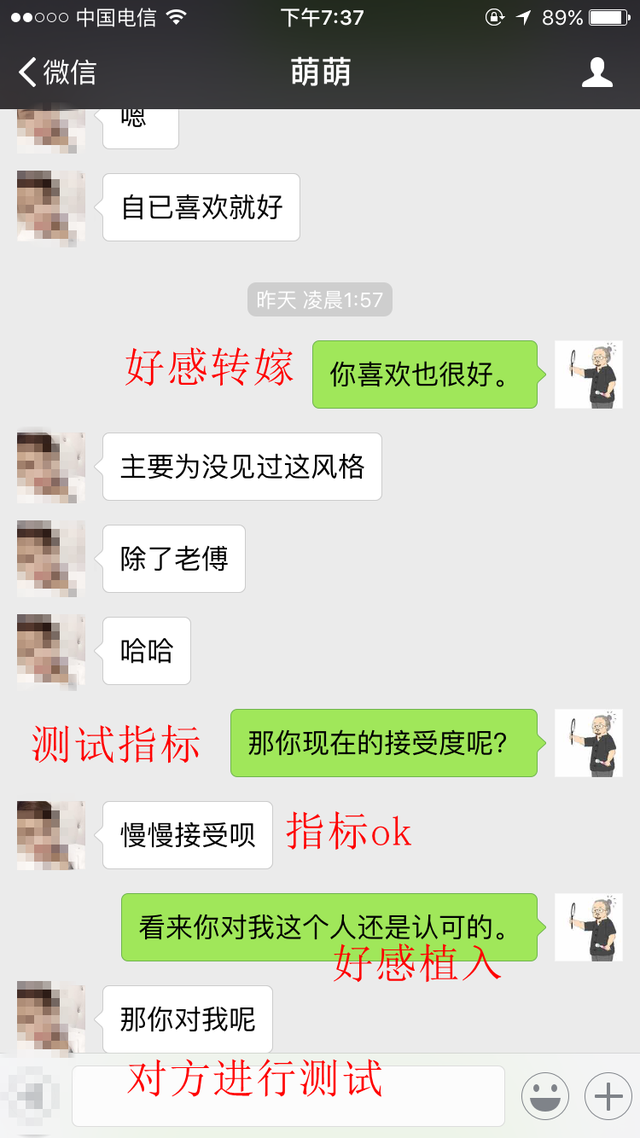 中国电信 下午7:37 89%
微信 萌萌
嗯
自已喜欢就好
昨天 凌晨1:57
好感转嫁 你喜欢也很好。
主要为没见过这风格
除了老傅
哈哈
测试指标 那你现在的接受度呢?
慢慢接受呗 指标ok
看来你对我这个人还是认可的。
好感植入
那你对我呢
对方进行测试